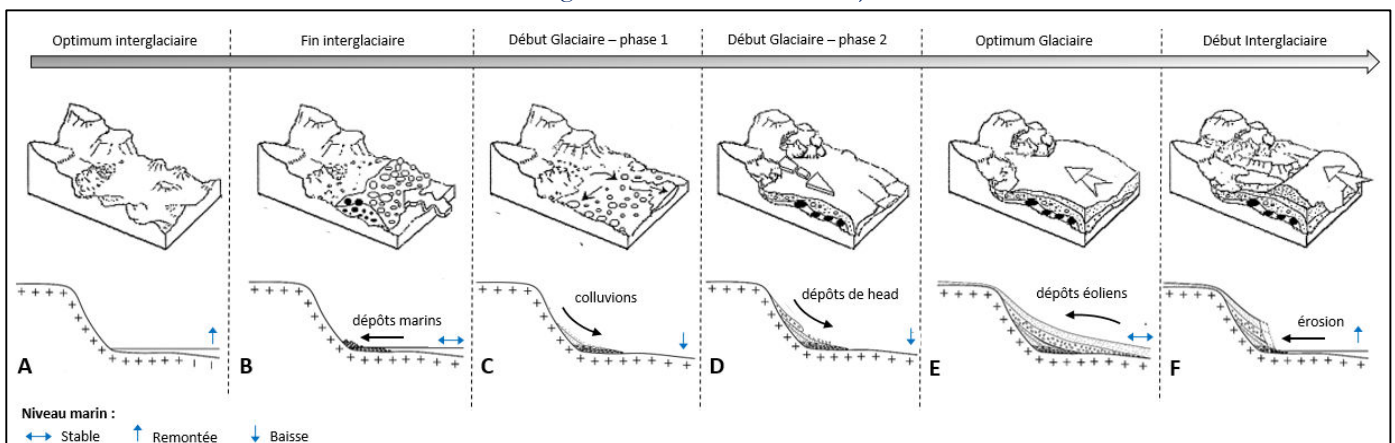 Optimum interglaciaire
Fin interglaciaire
Début Glaciaire – phase 1
Début Glaciaire – phase 2
Optimum Glaciaire
Début Interglaciaire
colluvions
dépôts de head
dépôts éoliens
dépôts marins
érosion
A
B
C
D
E
F
Niveau marin :
Stable
Remontée
Baisse